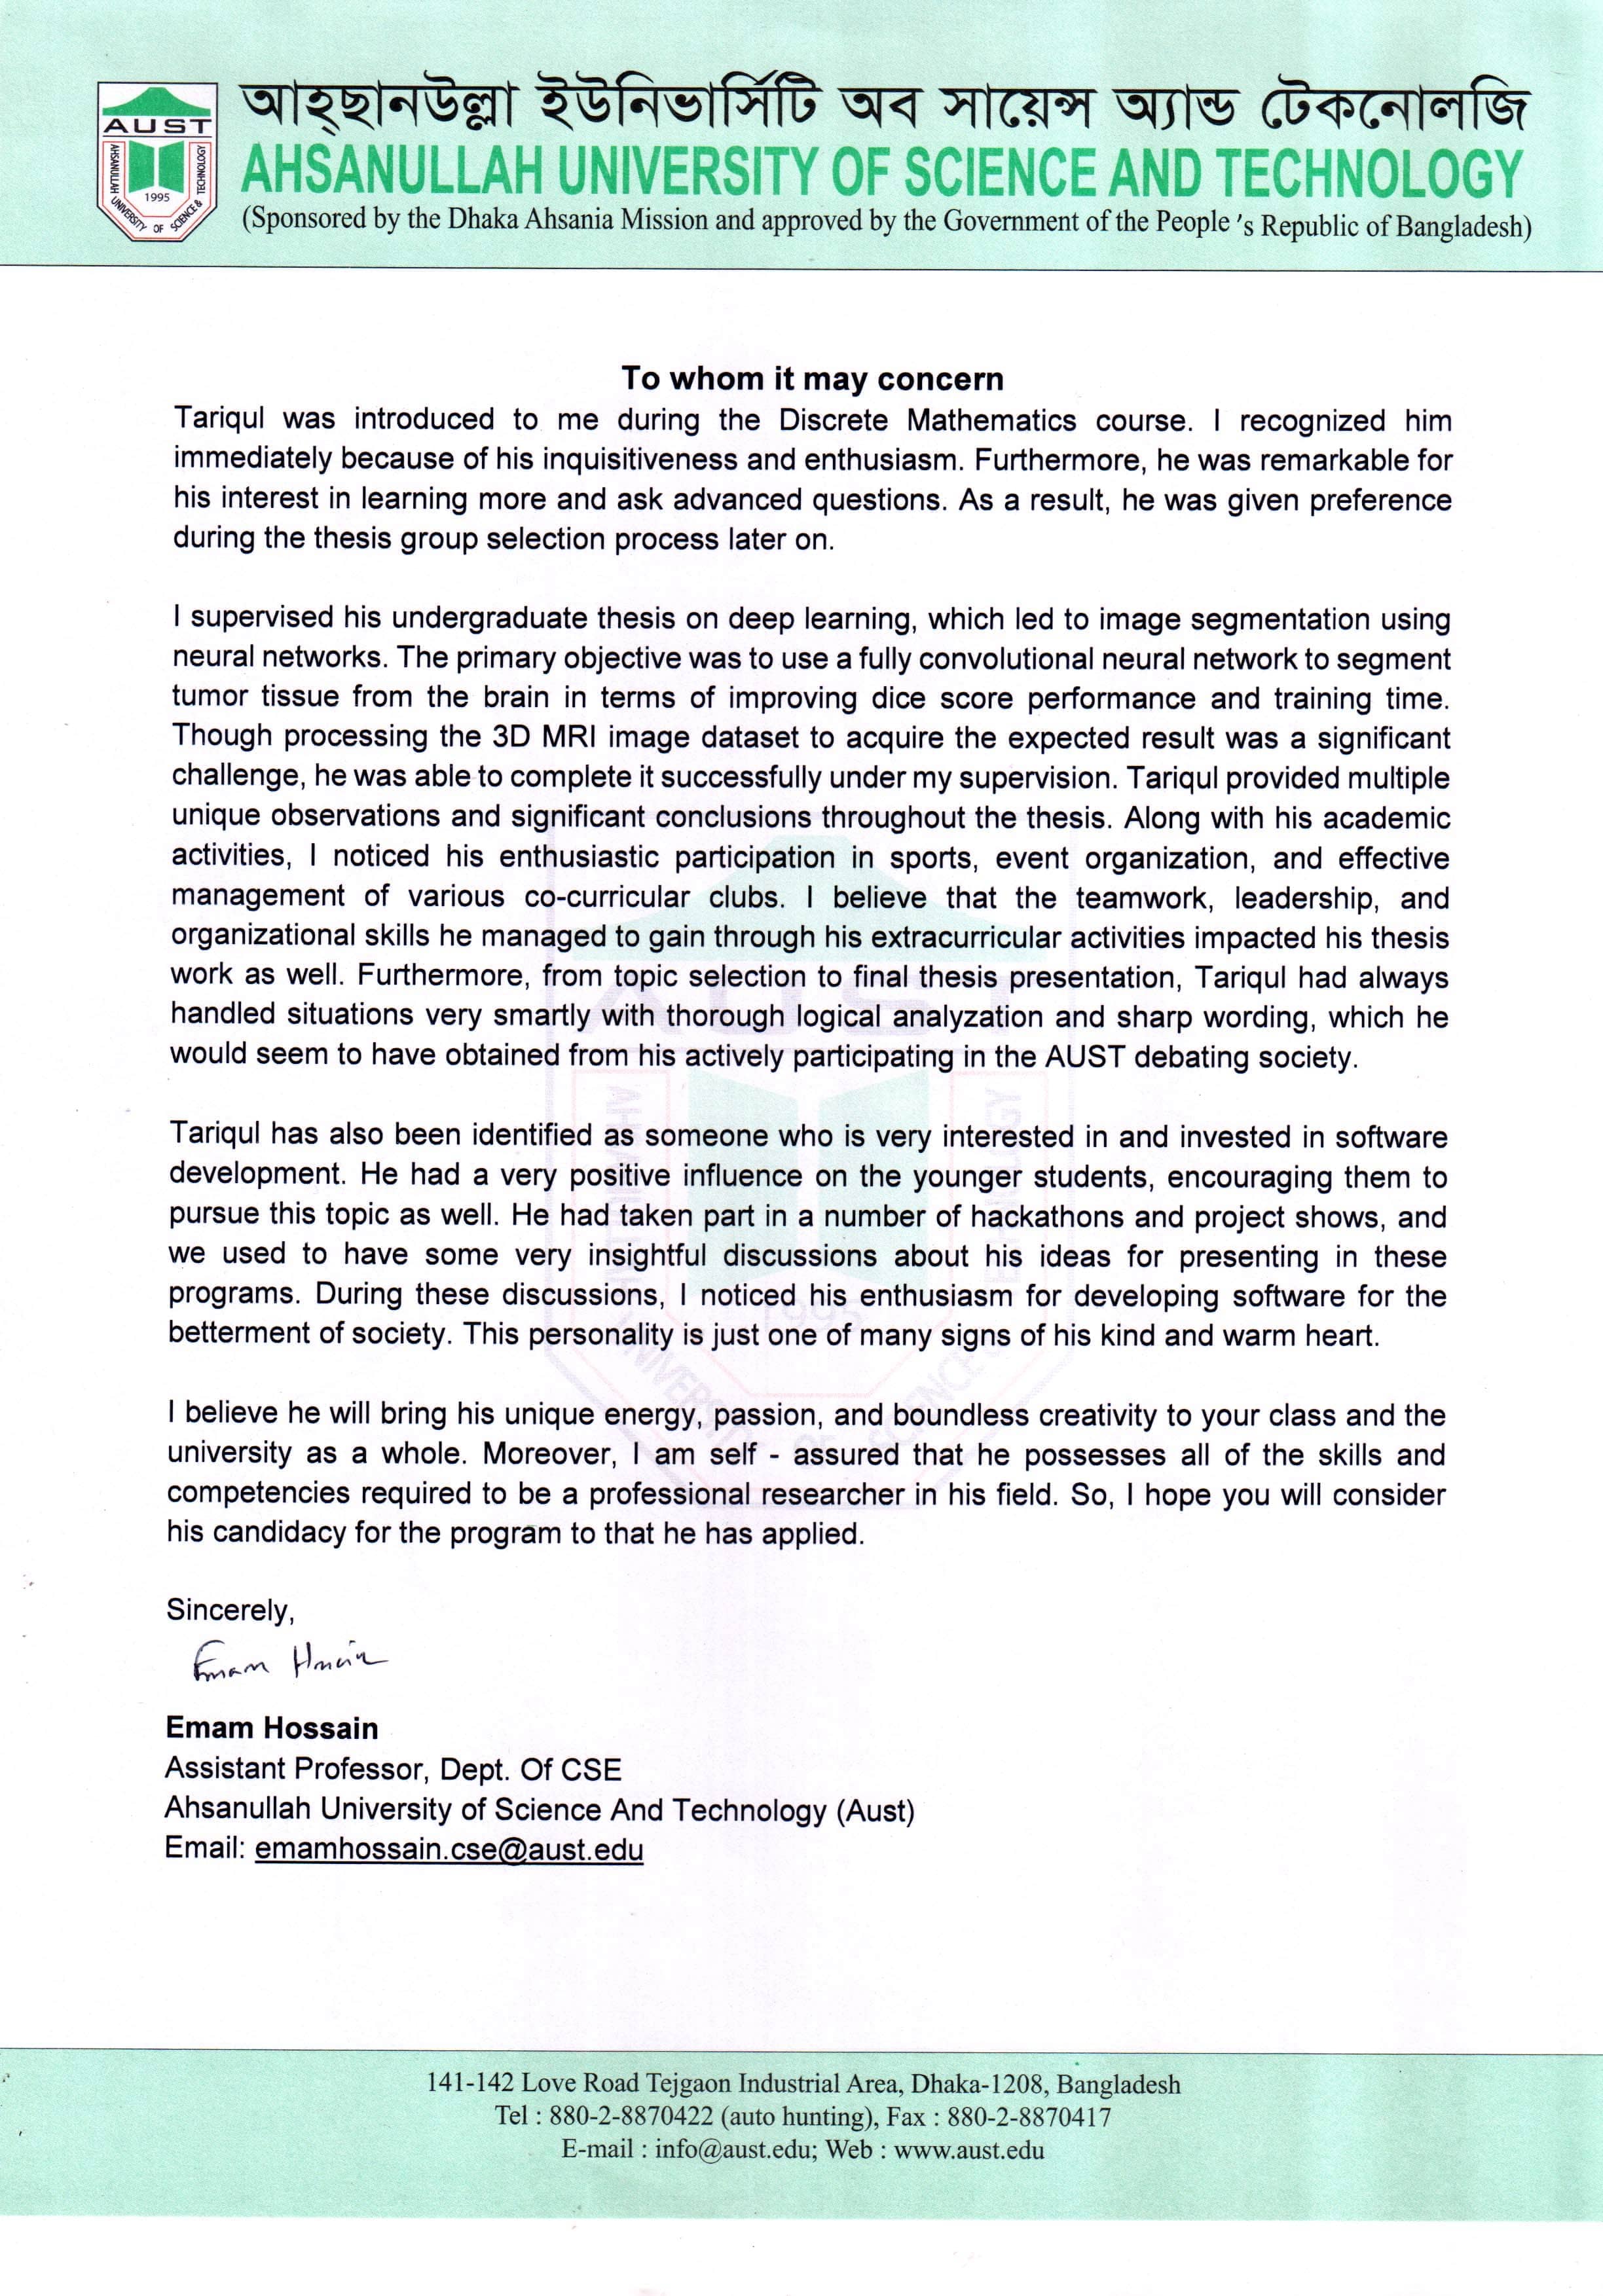 AUST
AHSANULLAH UNIVERSITY OF SCIENCE & TECHNOLOGY
1995
আহ্ছানউল্লা ইউনিভার্সিটি অব সায়েন্স অ্যান্ড টেকনোলজি
AHSANULLAH UNIVERSITY OF SCIENCE AND TECHNOLOGY
(Sponsored by the Dhaka Ahsania Mission and approved by the Government of the People 's Republic of Bangladesh)
To whom it may concern
Tariqul was introduced to me during the Discrete Mathematics course. I recognized him
immediately because of his inquisitiveness and enthusiasm. Furthermore, he was remarkable for
his interest in learning more and ask advanced questions. As a result, he was given preference
during the thesis group selection process later on.
I supervised his undergraduate thesis on deep learning, which led to image segmentation using
neural networks. The primary objective was to use a fully convolutional neural network to segment
tumor tissue from the brain in terms of improving dice score performance and training time.
Though processing the 3D MRI image dataset to acquire the expected result was a significant
challenge, he was able to complete it successfully under my supervision. Tariqul provided multiple
unique observations and significant conclusions throughout the thesis. Along with his academic
activities, I noticed his enthusiastic participation in sports, event organization, and effective
management of various co-curricular clubs. I believe that the teamwork, leadership, and
organizational skills he managed to gain through his extracurricular activities impacted his thesis
work as well. Furthermore, from topic selection to final thesis presentation, Tariqul had always
handled situations very smartly with thorough logical analyzation and sharp wording, which he
would seem to have obtained from his actively participating in the AUST debating society.
Tariqul has also been identified as someone who is very interested in and invested in software
development. He had a very positive influence on the younger students, encouraging them to
pursue this topic as well. He had taken part in a number of hackathons and project shows, and
we used to have some very insightful discussions about his ideas for presenting in these
programs. During these discussions, I noticed his enthusiasm for developing software for the
betterment of society. This personality is just one of many signs of his kind and warm heart.
I believe he will bring his unique energy, passion, and boundless creativity to your class and the
university as a whole. Moreover, I am self - assured that he possesses all of the skills and
competencies required to be a professional researcher in his field. So, I hope you will consider
his candidacy for the program to that he has applied.
Sincerely,
Emam Hossain
Emam Hossain
Assistant Professor, Dept. Of CSE
Ahsanullah University of Science And Technology (Aust)
Email: emamhossain.cse@aust.edu
141-142 Love Road Tejgaon Industrial Area, Dhaka-1208, Bangladesh
Tel : 880-2-8870422 (auto hunting), Fax : 880-2-8870417
E-mail : info@aust.edu; Web : www.aust.edu